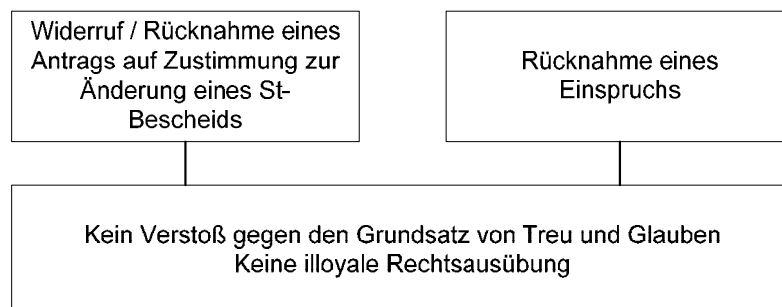 Widerruf / Rücknahme eines
Antrags auf Zustimmung zur
Änderung eines St-
Bescheids
Rücknahme eines
Einspruchs
Kein Verstoß gegen den Grundsatz von Treu und Glauben
Keine illoyale Rechtsausübung